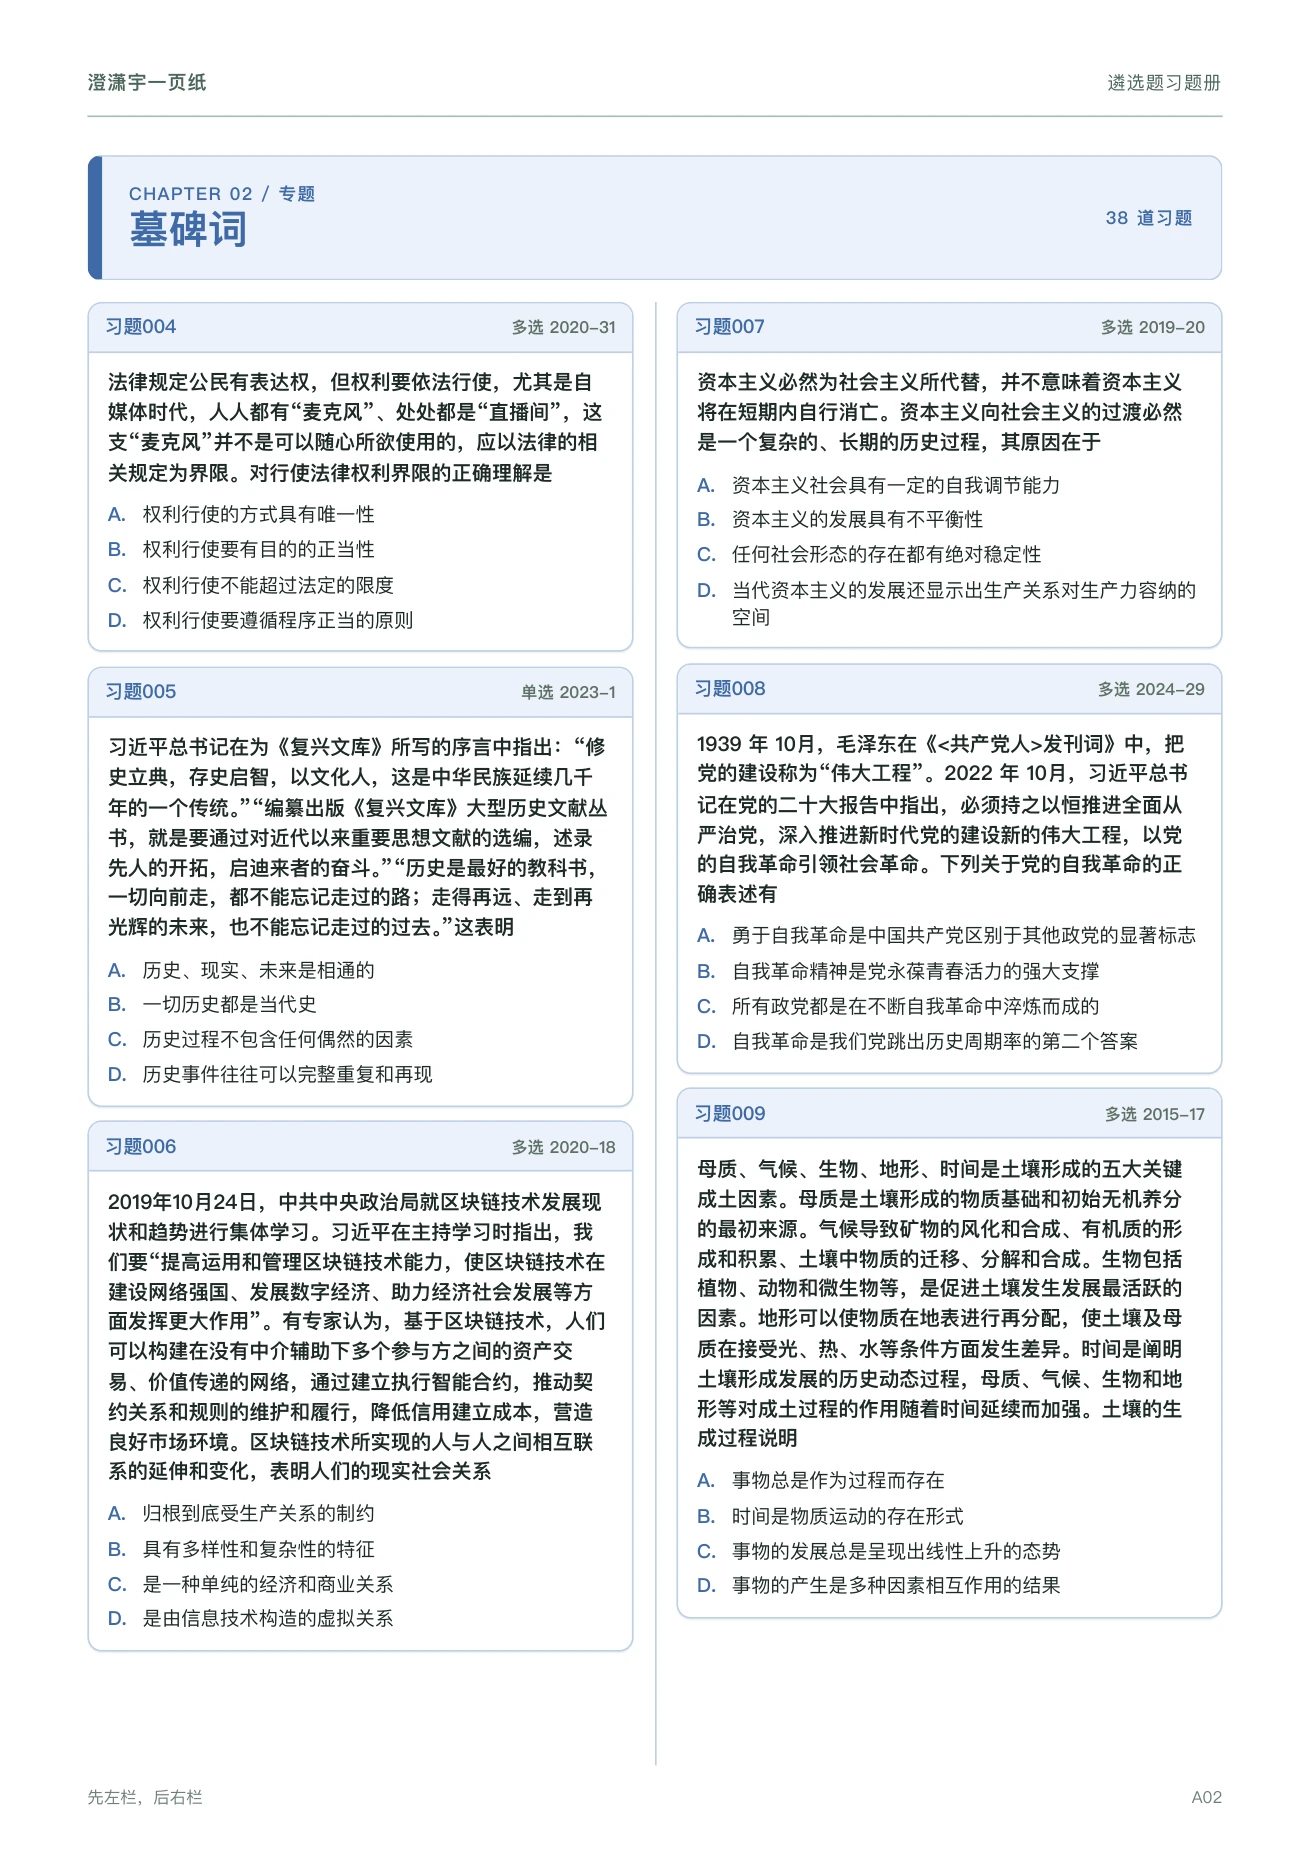 澄潇宇一页纸
遴选题习题册
CHAPTER 02 / 专题
墓碑词
38 道习题
习题004
多选 2020-31
法律规定公民有表达权，但权利要依法行使，尤其是自
媒体时代，人人都有“麦克风”、处处都是“直播间”，这
支“麦克风”并不是可以随心所欲使用的，应以法律的相
关规定为界限。对行使法律权利界限的正确理解是
A. 权利行使的方式具有唯一性
B. 权利行使要有目的的正当性
C. 权利行使不能超过法定的限度
D. 权利行使要遵循程序正当的原则
习题005
单选 2023-1
习近平总书记在为《复兴文库》所写的序言中指出：“修
史立典，存史启智，以文化人，这是中华民族延续几千
年的一个传统。”“编纂出版《复兴文库》大型历史文献丛
书，就是要通过对近代以来重要思想文献的选编，述录
先人的开拓，启迪来者的奋斗。”“历史是最好的教科书，
一切向前走，都不能忘记走过的路；走得再远、走到再
光辉的未来，也不能忘记走过的过去。”这表明
A. 历史、现实、未来是相通的
B. 一切历史都是当代史
C. 历史过程不包含任何偶然的因素
D. 历史事件往往可以完整重复和再现
习题006
多选 2020-18
2019年10月24日，中共中央政治局就区块链技术发展现
状和趋势进行集体学习。习近平在主持学习时指出，我
们要“提高运用和管理区块链技术能力，使区块链技术在
建设网络强国、发展数字经济、助力经济社会发展等方
面发挥更大作用”。有专家认为，基于区块链技术，人们
可以构建在没有中介辅助下多个参与方之间的资产交
易、价值传递的网络，通过建立执行智能合约，推动契
约关系和规则的维护和履行，降低信用建立成本，营造
良好市场环境。区块链技术所实现的人与人之间相互联
系的延伸和变化，表明人们的现实社会关系
A. 归根到底受生产关系的制约
B. 具有多样性和复杂性的特征
C. 是一种单纯的经济和商业关系
D. 是由信息技术构造的虚拟关系
习题007
多选 2019-20
资本主义必然为社会主义所代替，并不意味着资本主义
将在短期内自行消亡。资本主义向社会主义的过渡必然
是一个复杂的、长期的历史过程，其原因在于
A. 资本主义社会具有一定的自我调节能力
B. 资本主义的发展具有不平衡性
C. 任何社会形态的存在都有绝对稳定性
D. 当代资本主义的发展还显示出生产关系对生产力容纳的
空间
习题008
多选 2024-29
1939 年 10月，毛泽东在《<共产党人>发刊词》中，把
党的建设称为“伟大工程”。2022 年 10月，习近平总书
记在党的二十大报告中指出，必须持之以恒推进全面从
严治党，深入推进新时代党的建设新的伟大工程，以党
的自我革命引领社会革命。下列关于党的自我革命的正
确表述有
A. 勇于自我革命是中国共产党区别于其他政党的显著标志
B. 自我革命精神是党永葆青春活力的强大支撑
C. 所有政党都是在不断自我革命中淬炼而成的
D. 自我革命是我们党跳出历史周期率的第二个答案
习题009
多选 2015-17
母质、气候、生物、地形、时间是土壤形成的五大关键
成土因素。母质是土壤形成的物质基础和初始无机养分
的最初来源。气候导致矿物的风化和合成、有机质的形
成和积累、土壤中物质的迁移、分解和合成。生物包括
植物、动物和微生物等，是促进土壤发生发展最活跃的
因素。地形可以使物质在地表进行再分配，使土壤及母
质在接受光、热、水等条件方面发生差异。时间是阐明
土壤形成发展的历史动态过程，母质、气候、生物和地
形等对成土过程的作用随着时间延续而加强。土壤的生
成过程说明
A. 事物总是作为过程而存在
B. 时间是物质运动的存在形式
C. 事物的发展总是呈现出线性上升的态势
D. 事物的产生是多种因素相互作用的结果
先左栏，后右栏
A02